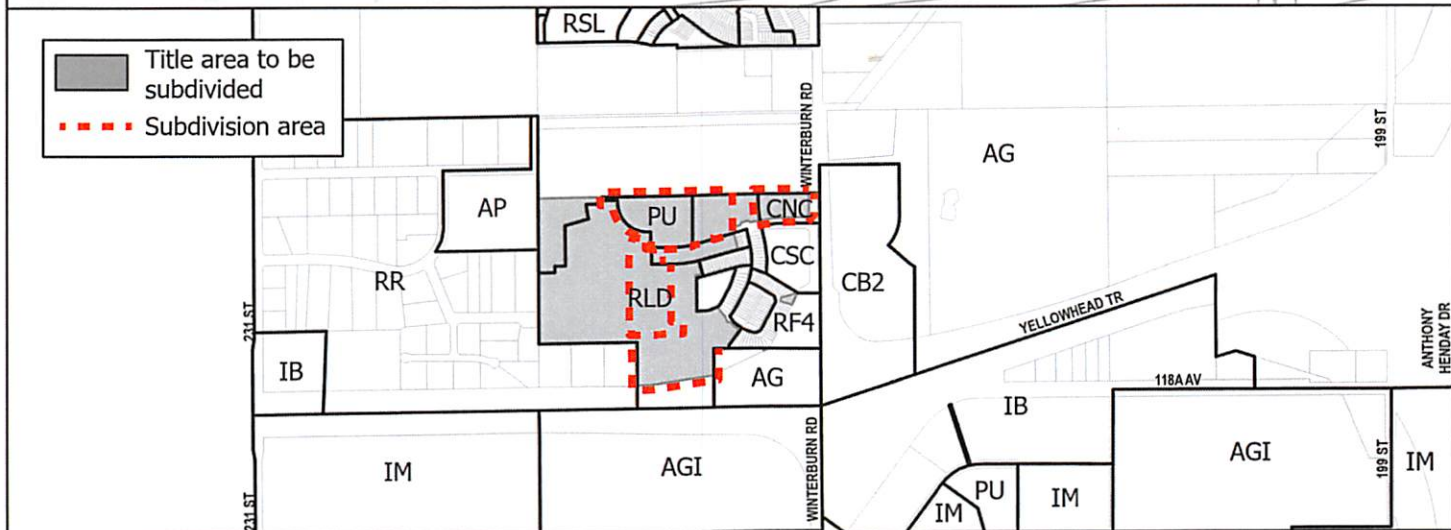 RSL
Title area to be
subdivided
Subdivision area
WINTERBURN RD
199 ST
AG
AP
PU
CNC
CSC
RR
RLD
CB2
RF4
231 ST
YELLOWHEAD TR
ANTHONY
HENDAY DR
IB
AG
118A AV
IB
IM
AGI
WINTERBURN RD
AGI
199 ST
IM
231 ST
PU
IM
IM